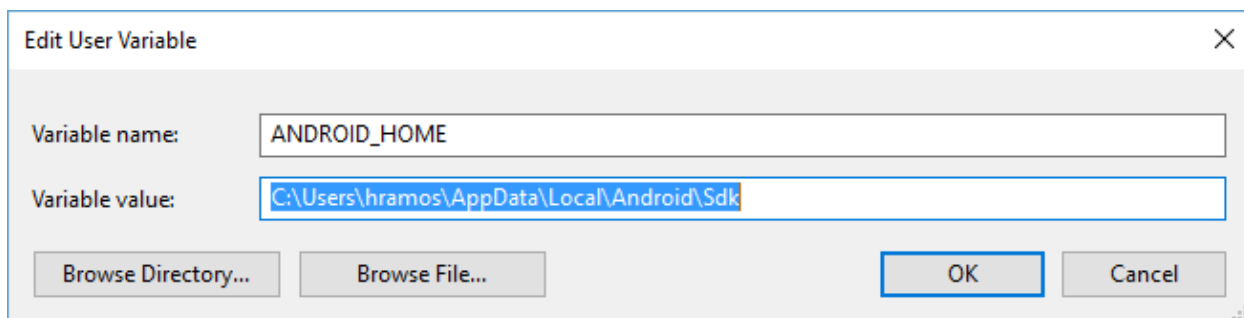 Edit User Variable
Variable name: ANDROID_HOME
Variable value: C:\Users\hramos\AppData\Local\Android\Sdk
Browse Directory... Browse File... OK Cancel